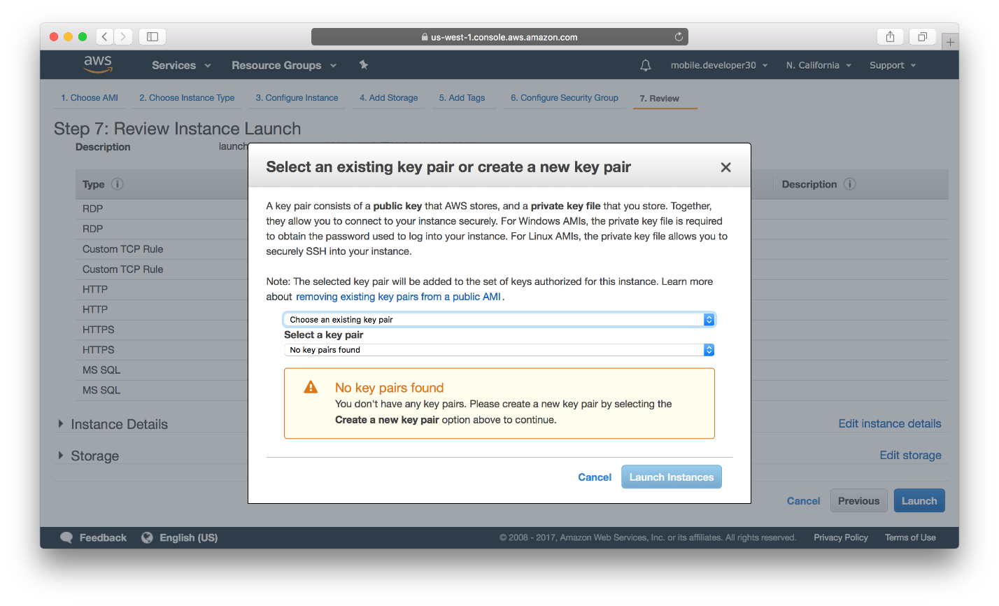 us-west-1.console.aws.amazon.com
aws Services Resource Groups mobile.developer30 N. California Support
1. Choose AMI 2. Choose Instance Type 3. Configure Instance 4. Add Storage 5. Add Tags 6. Configure Security Group 7. Review
Step 7: Review Instance Launch
Description launch
Select an existing key pair or create a new key pair
Type Description
A key pair consists of a public key that AWS stores, and a private key file that you store. Together,
they allow you to connect to your instance securely. For Windows AMIs, the private key file is required
to obtain the password used to log into your instance. For Linux AMIs, the private key file allows you to
securely SSH into your instance.
Note: The selected key pair will be added to the set of keys authorized for this instance. Learn more
about removing existing key pairs from a public AMI.
Choose an existing key pair
Select a key pair
No key pairs found
No key pairs found
You don't have any key pairs. Please create a new key pair by selecting the
Create a new key pair option above to continue.
Cancel Launch Instances
RDP
RDP
Custom TCP Rule
Custom TCP Rule
HTTP
HTTP
HTTPS
HTTPS
MS SQL
MS SQL
Instance Details Edit instance details
Storage Edit storage
Cancel Previous Launch
Feedback English (US) © 2008 - 2017, Amazon Web Services, Inc. or its affiliates. All rights reserved. Privacy Policy Terms of Use